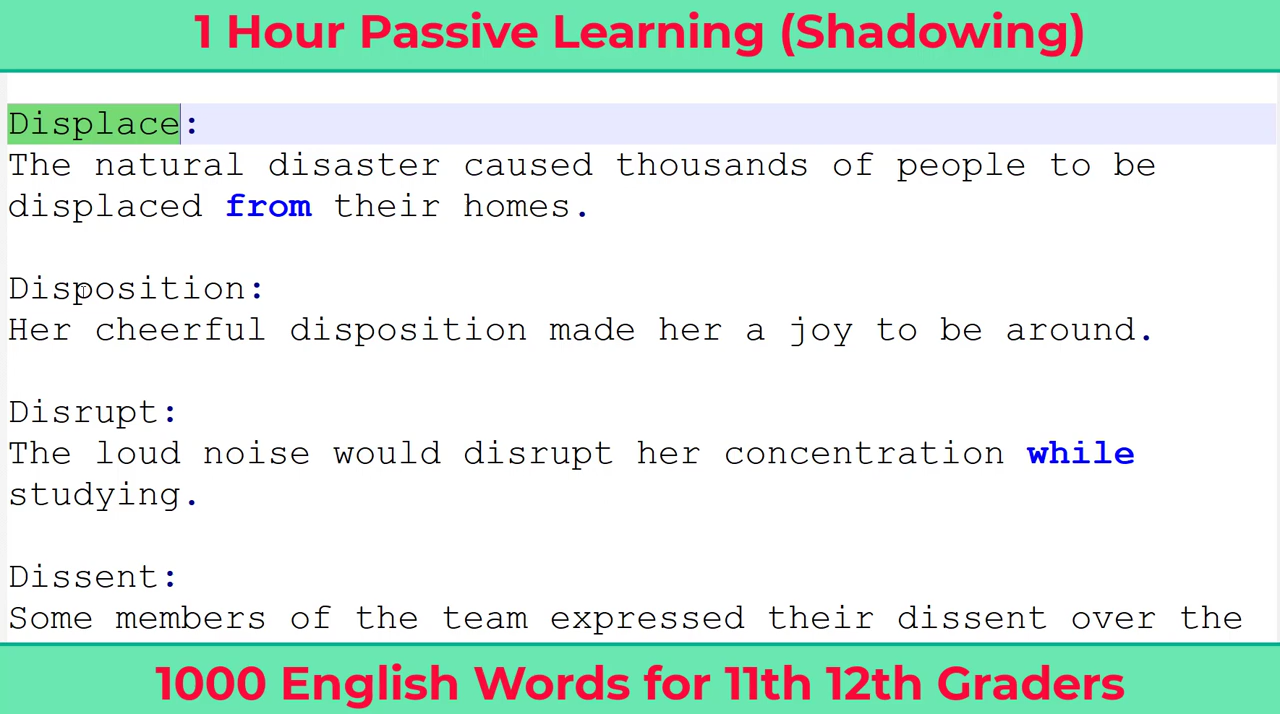 1 Hour Passive Learning (Shadowing)
Displace:
The natural disaster caused thousands of people to be
displaced from their homes.
Disposition:
Her cheerful disposition made her a joy to be around.
Disrupt:
The loud noise would disrupt her concentration while
studying.
Dissent:
Some members of the team expressed their dissent over the
1000 English Words for 11th 12th Graders